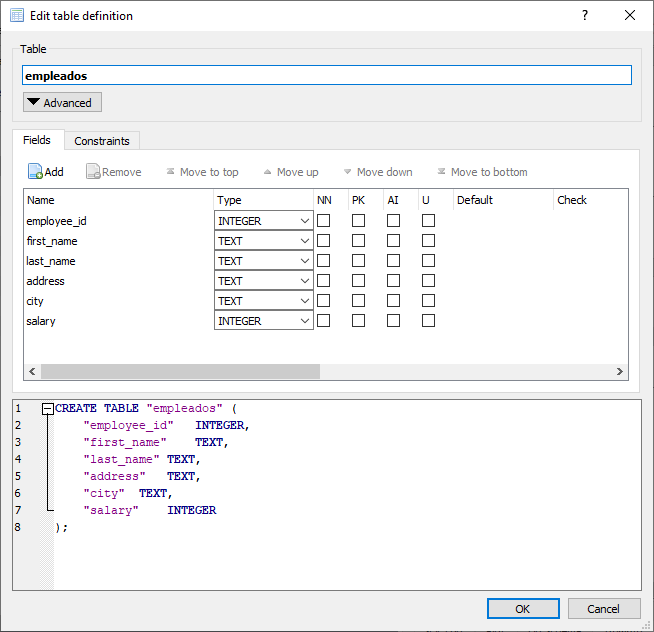 Edit table definition ?
Table
empleados
Advanced
Fields Constraints
Add Remove Move to top Move up Move down Move to bottom
Name Type NN PK AI U Default Check
employee_id INTEGER
first_name TEXT
last_name TEXT
address TEXT
city TEXT
salary INTEGER
1 CREATE TABLE "empleados" (
2 "employee_id" INTEGER,
3 "first_name" TEXT,
4 "last_name" TEXT,
5 "address" TEXT,
6 "city" TEXT,
7 "salary" INTEGER
8 );
OK Cancel